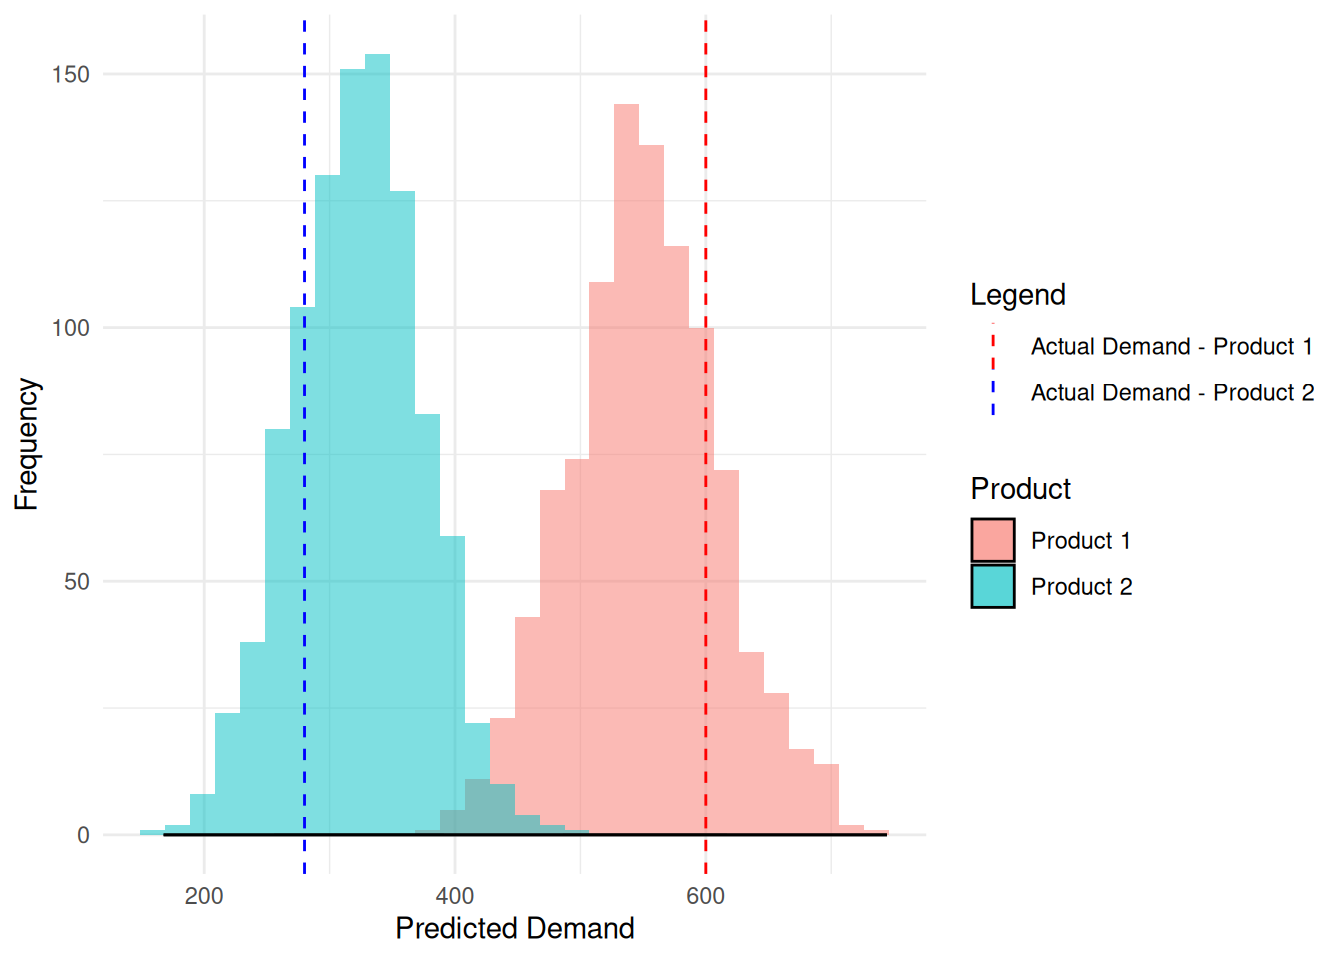 150
100
50
0
Frequency
200
400
600
Predicted Demand
Legend
Actual Demand - Product 1
Actual Demand - Product 2
Product
Product 1
Product 2